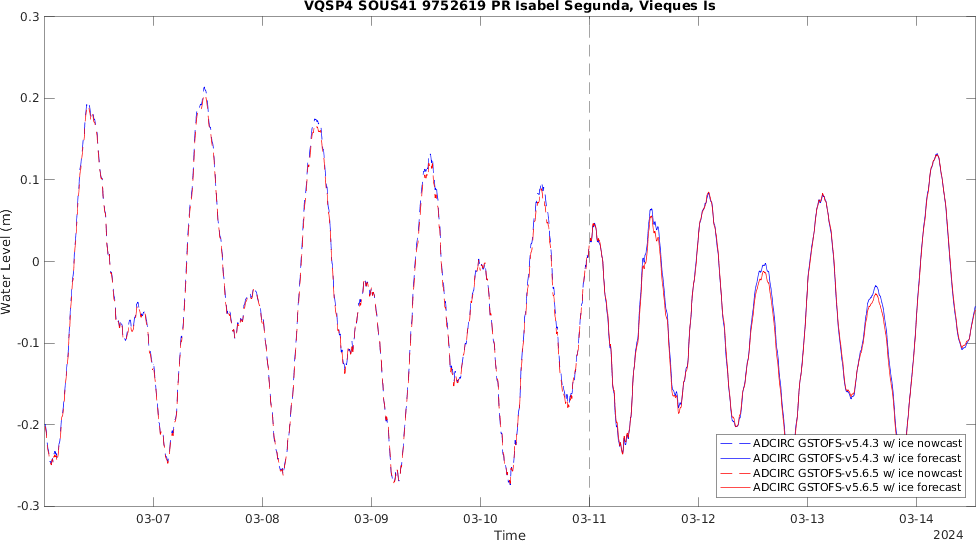 VQSP4 SOUS41 9752619 PR Isabel Segunda, Vieques Is
0.3
0.2
0.1
0
-0.1
-0.2
-0.3
Water Level (m)
03-07 03-08 03-09 03-10 03-11 03-12 03-13 03-14
Time
2024
ADCIRC GSTOFS-v5.4.3 w/ ice nowcast
ADCIRC GSTOFS-v5.4.3 w/ ice forecast
ADCIRC GSTOFS-v5.6.5 w/ ice nowcast
ADCIRC GSTOFS-v5.6.5 w/ ice forecast